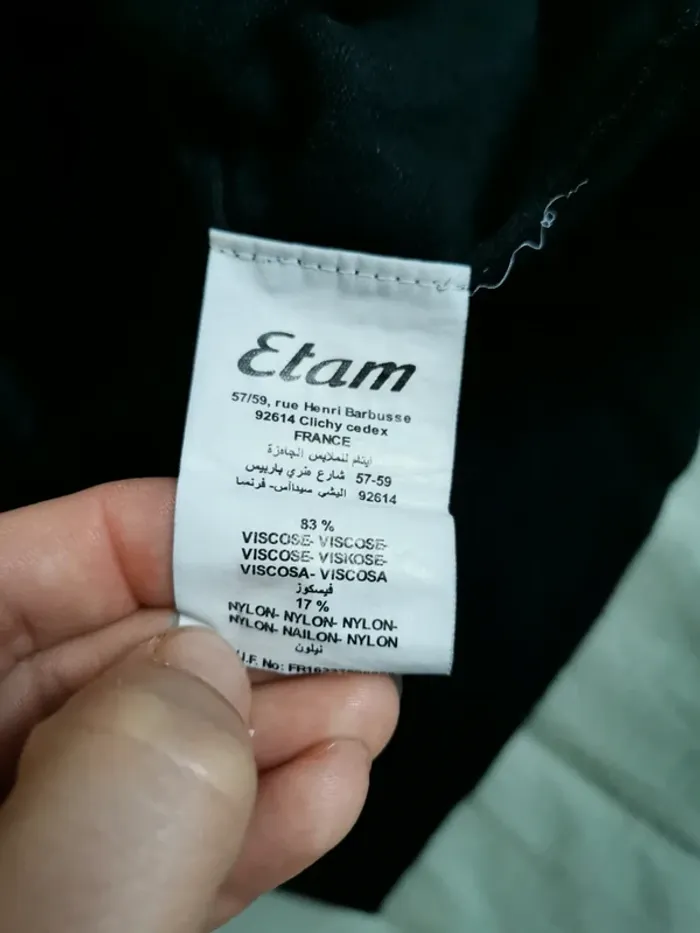 Etam
57/59, rue Henri Barbusse
92614 Clichy cedex
FRANCE
ايتام للملابس الجاهزة
57-59 شارع هنري باربيس
92614 اليشي سيداكس- فرنسا
83 %
VISCOSE- VISCOSE-
VISCOSE- VISKOSE-
VISCOSA- VISCOSA
فيسكوز
17 %
NYLON- NYLON- NYLON-
NYLON- NAILON- NYLON
نيلون
U.F. No: